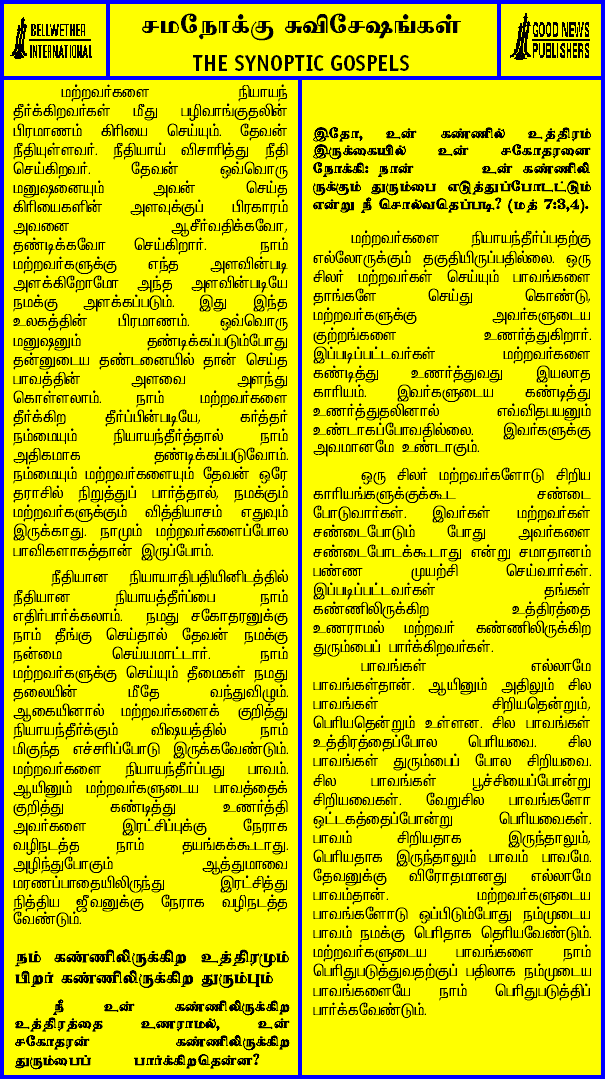 BELLWETHER
INTERNATIONAL
சமநோக்கு சுவிசேஷங்கள்
THE SYNOPTIC GOSPELS
GOOD NEWS
PUBLISHERS
மற்றவர்களை நியாயந்
தீர்க்கிறவர்கள் மீது பழிவாங்குதலின்
பிரமாணம் கிரியை செய்யும். தேவன்
நீதியுள்ளவர். நீதியாய் விசாரித்து நீதி
செய்கிறவர். தேவன் ஒவ்வொரு
மனுஷனையும் அவன் செய்த
கிரியைகளின் அளவுக்குப் பிரகாரம்
அவனை ஆசீர்வதிக்கவோ,
தண்டிக்கவோ செய்கிறார். நாம்
மற்றவர்களுக்கு எந்த அளவின்படி
அளக்கிறோமோ அந்த அளவின்படியே
நமக்கு அளக்கப்படும். இது இந்த
உலகத்தின் பிரமாணம். ஒவ்வொரு
மனுஷனும் தண்டிக்கப்படும்போது
தன்னுடைய தண்டனையில் தான் செய்த
பாவத்தின் அளவை அளந்து
கொள்ளலாம். நாம் மற்றவர்களை
தீர்க்கிற தீர்ப்பின்படியே, கர்த்தர்
நம்மையும் நியாயந்தீர்த்தால் நாம்
அதிகமாக தண்டிக்கப்படுவோம்.
நம்மையும் மற்றவர்களையும் தேவன் ஒரே
தராசில் நிறுத்துப் பார்த்தால், நமக்கும்
மற்றவர்களுக்கும் வித்தியாசம் எதுவும்
இருக்காது. நாமும் மற்றவர்களைப்போல
பாவிகளாகத்தான் இருப்போம்.
நீதியான நியாயாதிபதியினிடத்தில்
நீதியான நியாயத்தீர்ப்பை நாம்
எதிர்பார்க்கலாம். நமது சகோதரனுக்கு
நாம் தீங்கு செய்தால் தேவன் நமக்கு
நன்மை செய்யமாட்டார். நாம்
மற்றவர்களுக்கு செய்யும் தீமைகள் நமது
தலையின் மீதே வந்துவிழும்.
ஆகையினால் மற்றவர்களைக் குறித்து
நியாயந்தீர்க்கும் விஷயத்தில் நாம்
மிகுந்த எச்சரிப்போடு இருக்கவேண்டும்.
மற்றவர்களை நியாயந்தீர்ப்பது பாவம்.
ஆயினும் மற்றவர்களுடைய பாவத்தைக்
குறித்து கண்டித்து உணர்த்தி
அவர்களை இரட்சிப்புக்கு நேராக
வழிநடத்த நாம் தயங்கக்கூடாது.
அழிந்துபோகும் ஆத்துமாவை
மரணப்பாதையிலிருந்து இரட்சித்து
நித்திய ஜீவனுக்கு நேராக வழிநடத்த
வேண்டும்.
நம் கண்ணிலிருக்கிற உத்திரமும்
பிறர் கண்ணிலிருக்கிற துரும்பும்
நீ உன் கண்ணிலிருக்கிற
உத்திரத்தை உணராமல், உன்
சகோதரன் கண்ணிலிருக்கிற
துரும்பைப் பார்க்கிறதென்ன?
இதோ, உன் கண்ணில் உத்திரம்
இருக்கையில் உன் சகோதரனை
நோக்கி: நான் உன் கண்ணிலி
ருக்கும் துரும்பை எடுத்துப்போடட்டும்
என்று நீ சொல்வதெப்படி? (மத் 7:3,4).
மற்றவர்களை நியாயந்தீர்ப்பதற்கு
எல்லோருக்கும் தகுதியிருப்பதில்லை. ஒரு
சிலர் மற்றவர்கள் செய்யும் பாவங்களை
தாங்களே செய்து கொண்டு,
மற்றவர்களுக்கு அவர்களுடைய
குற்றங்களை உணர்த்துகிறார்.
இப்படிப்பட்டவர்கள் மற்றவர்களை
கண்டித்து உணர்த்துவது இயலாத
காரியம். இவர்களுடைய கண்டித்து
உணர்த்துதலினால் எவ்விதபயனும்
உண்டாகப்போவதில்லை. இவர்களுக்கு
அவமானமே உண்டாகும்.
ஒரு சிலர் மற்றவர்களோடு சிறிய
காரியங்களுக்குக்கூட சண்டை
போடுவார்கள். இவர்கள் மற்றவர்கள்
சண்டைபோடும் போது அவர்களை
சண்டைபோடக்கூடாது என்று சமாதானம்
பண்ண முயற்சி செய்வார்கள்.
இப்படிப்பட்டவர்கள் தங்கள்
கண்ணிலிருக்கிற உத்திரத்தை
உணராமல் மற்றவர் கண்ணிலிருக்கிற
துரும்பைப் பார்க்கிறவர்கள்.
பாவங்கள் எல்லாமே
பாவங்கள்தான். ஆயினும் அதிலும் சில
பாவங்கள் சிறியதென்றும்,
பெரியதென்றும் உள்ளன. சில பாவங்கள்
உத்திரத்தைப்போல பெரியவை. சில
பாவங்கள் துரும்பைப் போல சிறியவை.
சில பாவங்கள் பூச்சியைப்போன்று
சிறியவைகள். வேறுசில பாவங்களோ
ஒட்டகத்தைப்போன்று பெரியவைகள்.
பாவம் சிறியதாக இருந்தாலும்,
பெரியதாக இருந்தாலும் பாவம் பாவமே.
தேவனுக்கு விரோதமானது எல்லாமே
பாவம்தான். மற்றவர்களுடைய
பாவங்களோடு ஒப்பிடும்போது நம்முடைய
பாவம் நமக்கு பெரிதாக தெரியவேண்டும்.
மற்றவர்களுடைய பாவங்களை நாம்
பெரிதுபடுத்துவதற்குப் பதிலாக நம்முடைய
பாவங்களையே நாம் பெரிதுபடுத்திப்
பார்க்கவேண்டும்.